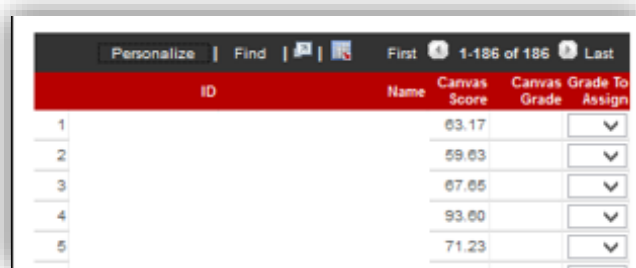 Personalize | Find | | First 1-186 of 186 Last
ID Name Canvas Score Canvas Grade Grade To Assign
1 63.17
2 59.63
3 67.65
4 93.60
5 71.23